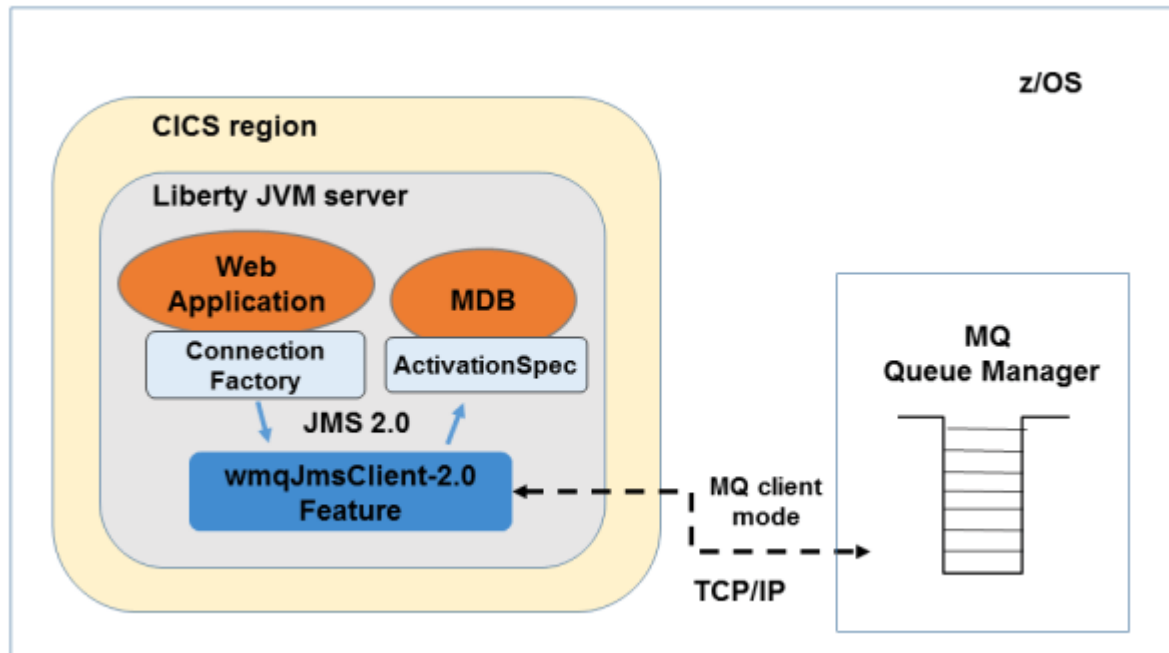 z/OS
CICS region
Liberty JVM server
Web
Application
MDB
Connection
Factory
ActivationSpec
JMS 2.0
wmqJmsClient-2.0
Feature
MQ client
mode
TCP/IP
MQ
Queue Manager